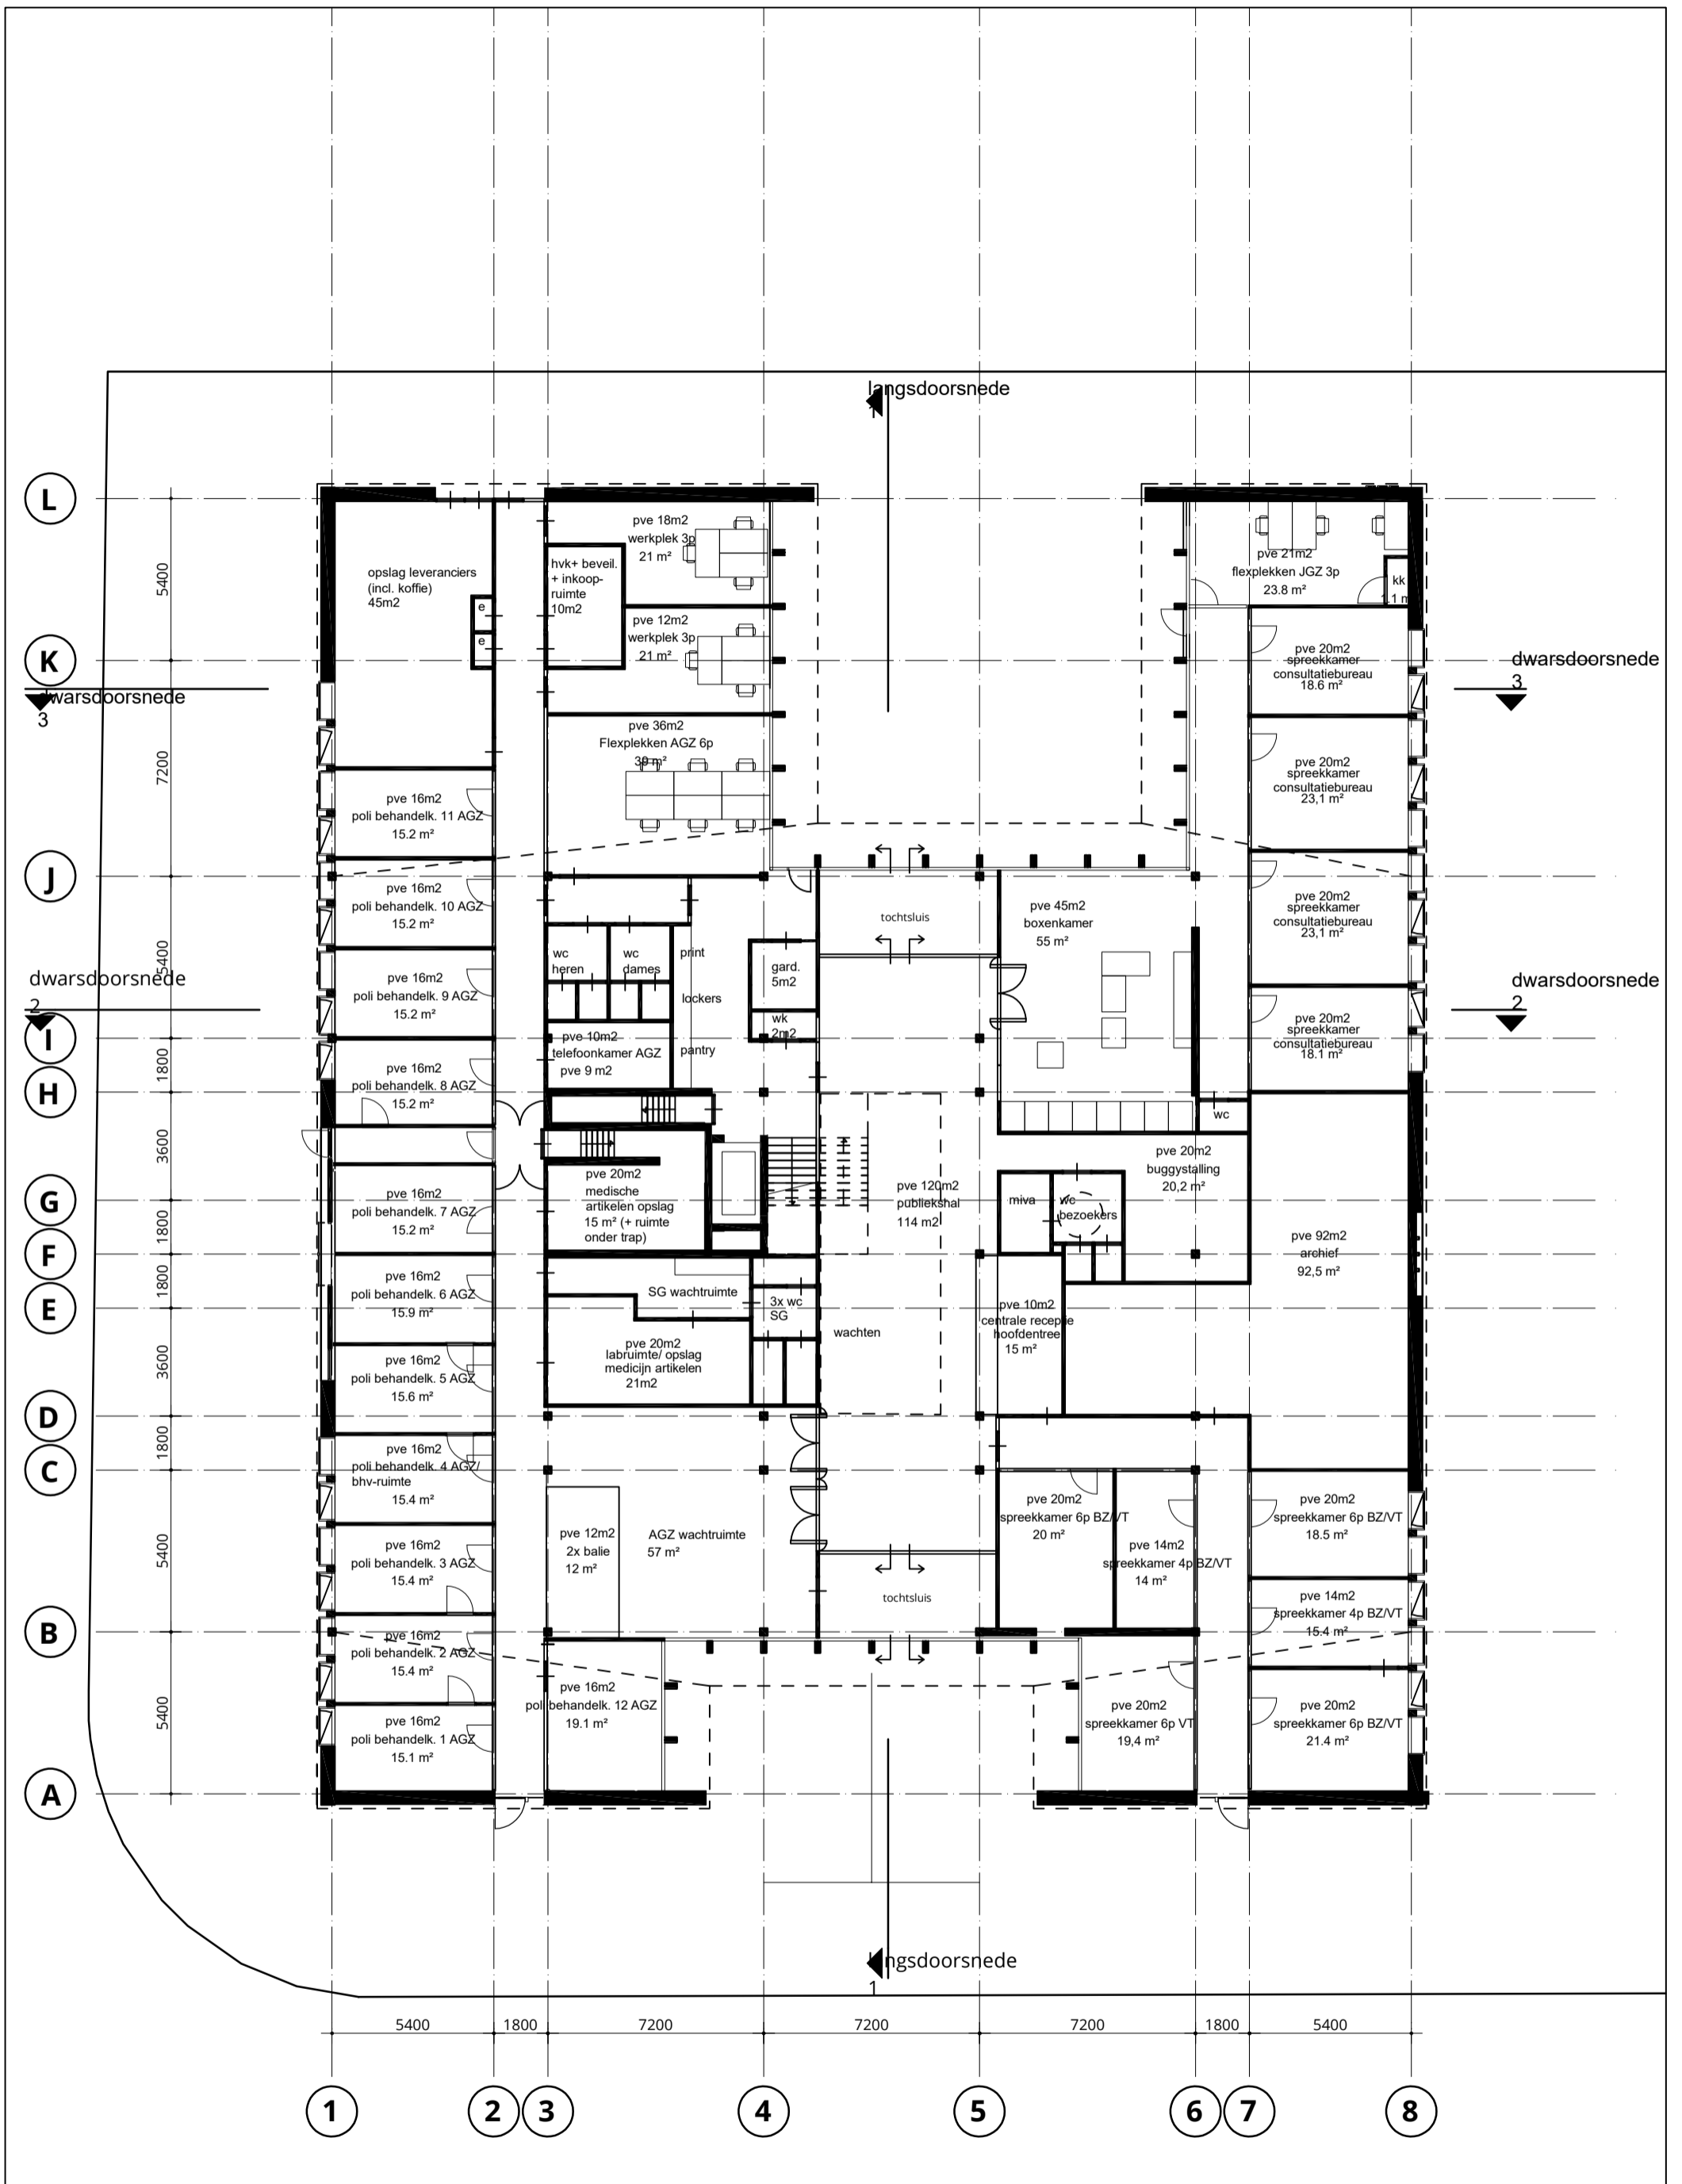 langsdoorsnede
1
L
K
J
I
H
G
F
E
D
C
B
A
5400
7200
5400
1800
3600
1800
1800
3600
1800
5400
5400
dwarsdoorsnede
3
dwarsdoorsnede
2
dwarsdoorsnede
3
dwarsdoorsnede
2
opslag leveranciers
(incl. koffie)
45m2
e
e
hvk+ beveil.
+ inkoop-
ruimte
10m2
pve 18m2
werkplek 3p
21 m²
pve 12m2
werkplek 3p
21 m²
pve 36m2
Flexplekken AGZ 6p
39 m²
pve 21m2
flexplekken JGZ 3p
23.8 m²
kk
1.1 m
pve 20m2
spreekkamer
consultatiebureau
18.6 m²
pve 20m2
spreekkamer
consultatiebureau
23,1 m²
pve 20m2
spreekkamer
consultatiebureau
23,1 m²
pve 20m2
spreekkamer
consultatiebureau
18.1 m²
pve 16m2
poli behandelk. 11 AGZ
15.2 m²
pve 16m2
poli behandelk. 10 AGZ
15.2 m²
pve 16m2
poli behandelk. 9 AGZ
15.2 m²
pve 16m2
poli behandelk. 8 AGZ
15.2 m²
pve 16m2
poli behandelk. 7 AGZ
15.2 m²
pve 16m2
poli behandelk. 6 AGZ
15.9 m²
pve 16m2
poli behandelk. 5 AGZ
15.6 m²
pve 16m2
poli behandelk. 4 AGZ/
bhv-ruimte
15.4 m²
pve 16m2
poli behandelk. 3 AGZ
15.4 m²
pve 16m2
poli behandelk. 2 AGZ
15.4 m²
pve 16m2
poli behandelk. 1 AGZ
15.1 m²
wc
heren
wc
dames
print
lockers
pantry
gard.
5m2
wk
2m2
pve 10m2
telefoonkamer AGZ
pve 9 m2
tochtsluis
pve 45m2
boxenkamer
55 m²
wc
pve 20m2
medische
artikelen opslag
15 m² (+ ruimte
onder trap)
pve 120m2
publiekshal
114 m2
pve 20m2
buggystalling
20,2 m²
miva
wc
bezoekers
pve 92m2
archief
92,5 m²
SG wachtruimte
3x wc
SG
pve 20m2
labruimte/ opslag
medicijn artikelen
21m2
wachten
pve 10m2
centrale receptie
hoofdentree
15 m²
pve 12m2
2x balie
12 m²
AGZ wachtruimte
57 m²
tochtsluis
pve 20m2
spreekkamer 6p BZ/VT
20 m²
pve 14m2
spreekkamer 4p BZ/VT
14 m²
pve 20m2
spreekkamer 6p BZ/VT
18.5 m²
pve 14m2
spreekkamer 4p BZ/VT
15.4 m²
pve 16m2
poli behandelk. 12 AGZ
19.1 m²
pve 20m2
spreekkamer 6p VT
19,4 m²
pve 20m2
spreekkamer 6p BZ/VT
21.4 m²
langsdoorsnede
1
5400
1800
7200
7200
7200
1800
5400
1
2
3
4
5
6
7
8